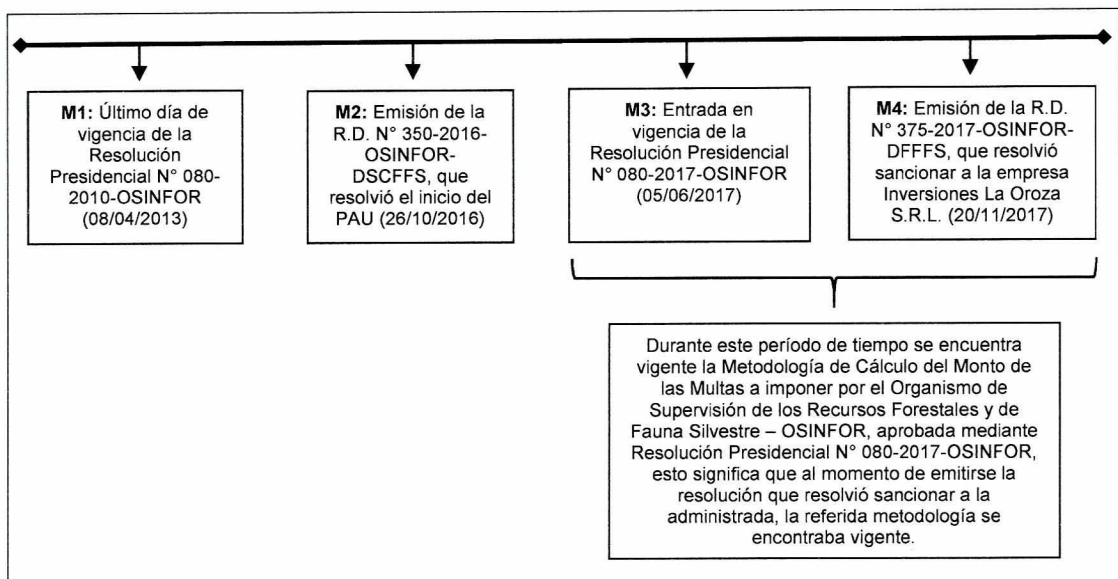 M1: Último día de
vigencia de la
Resolución
Presidencial N° 080-
2010-OSINFOR
(08/04/2013)
M2: Emisión de la
R.D. N° 350-2016-
OSINFOR-
DSCFFS, que
resolvió el inicio del
PAU (26/10/2016)
M3: Entrada en
vigencia de la
Resolución Presidencial
N° 080-2017-OSINFOR
(05/06/2017)
M4: Emisión de la R.D.
N° 375-2017-OSINFOR-
DFFFS, que resolvió
sancionar a la empresa
Inversiones La Oroza
S.R.L. (20/11/2017)
Durante este período de tiempo se encuentra
vigente la Metodología de Cálculo del Monto de
las Multas a imponer por el Organismo de
Supervisión de los Recursos Forestales y de
Fauna Silvestre – OSINFOR, aprobada mediante
Resolución Presidencial N° 080-2017-OSINFOR,
esto significa que al momento de emitirse la
resolución que resolvió sancionar a la
administrada, la referida metodología se
encontraba vigente.